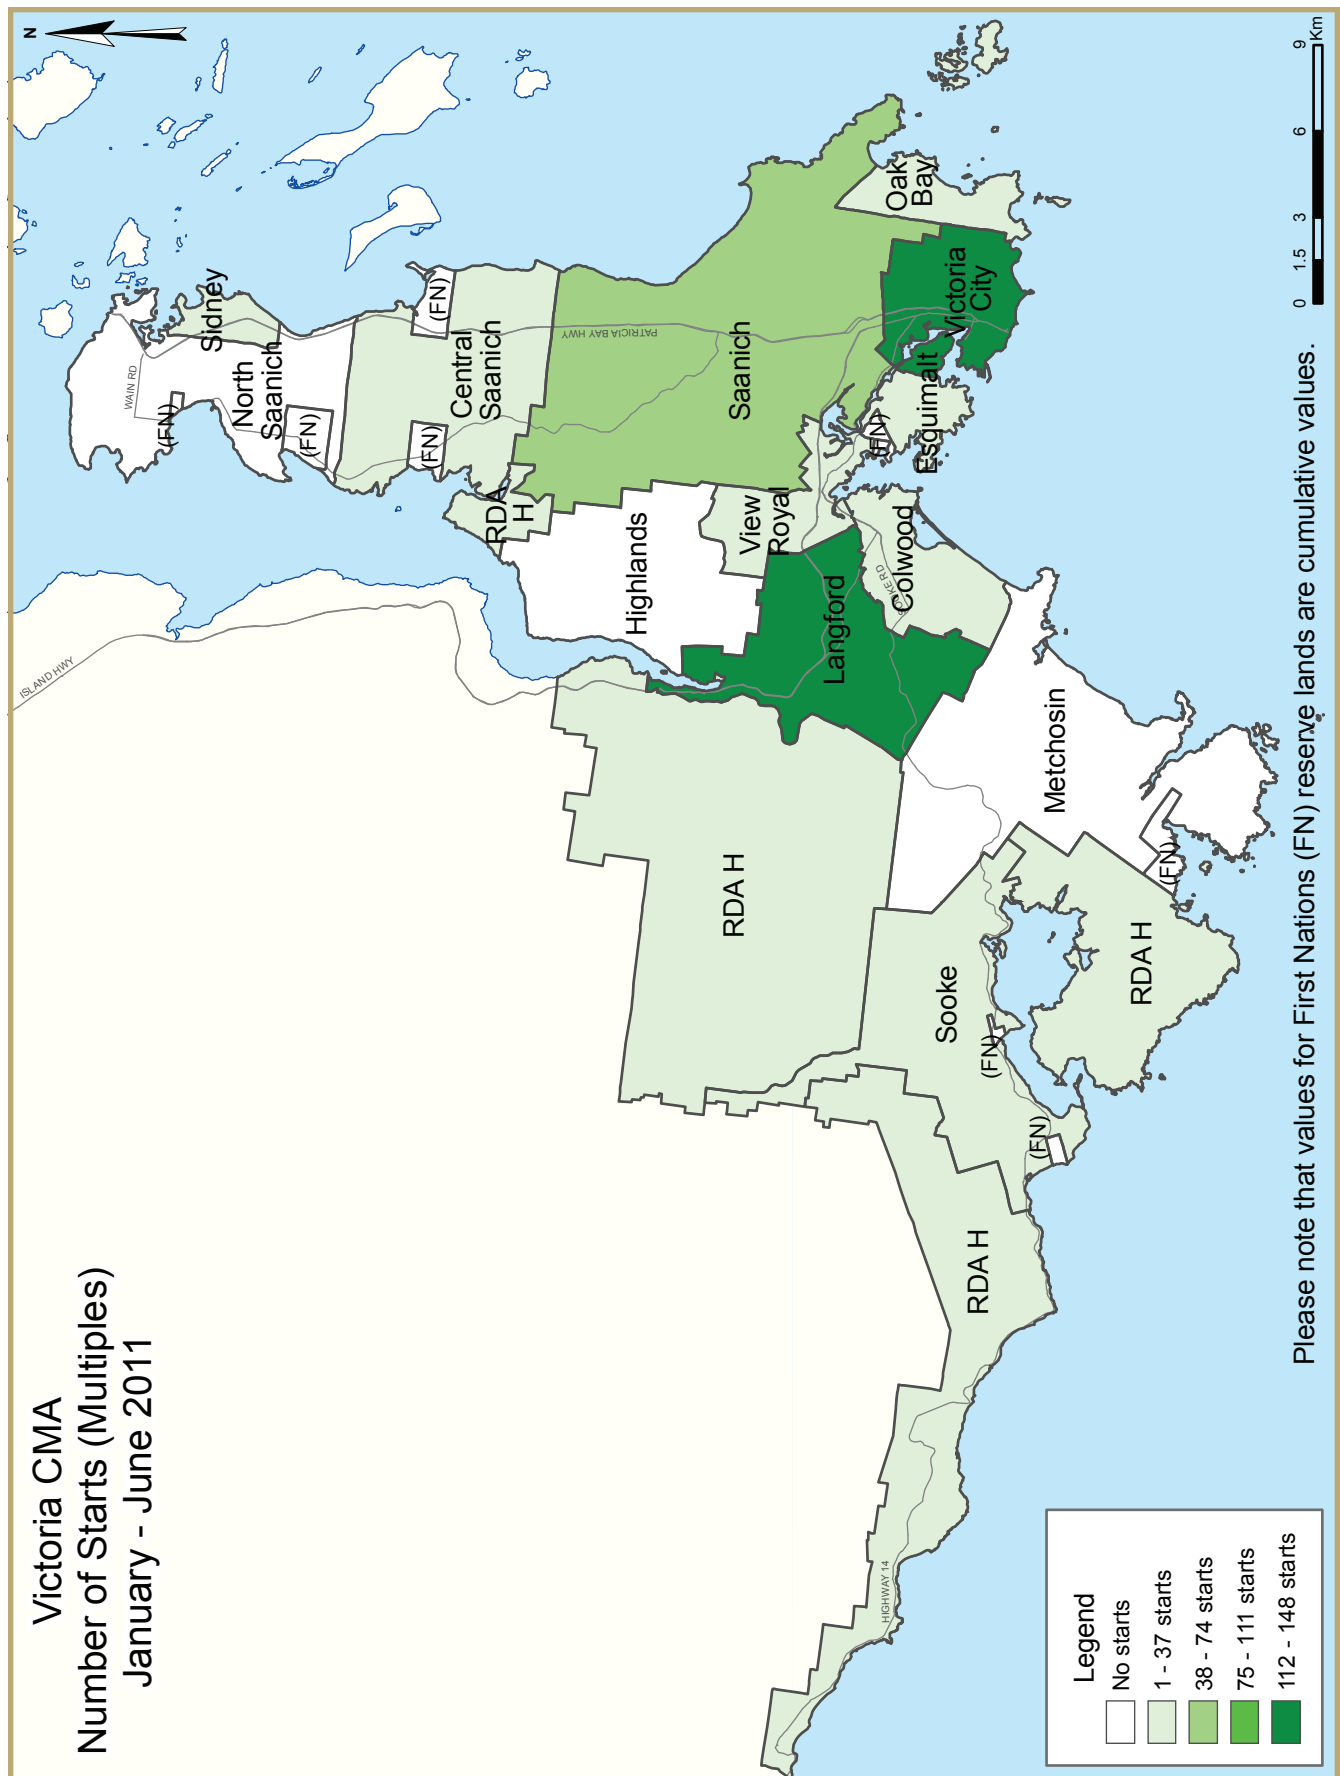 Victoria CMA
Number of Starts (Multiples)
January - June 2011
N
ISLAND HWY
WAIN RD
(FN)
North
Saanich
Sidney
(FN)
(FN)
Central
Saanich
(FN)
RDA
H
PATRICIA BAY HWY
Saanich
Highlands
View
Royal
Langford
Colwood
SOOKE RD
(FN)
Esquimalt
Victoria
City
Oak
Bay
RDA H
Metchosin
(FN)
Sooke
(FN)
(FN)
RDA H
RDA H
HIGHWAY 14
Legend
No starts
1 - 37 starts
38 - 74 starts
75 - 111 starts
112 - 148 starts
0 1.5 3 6 9
Km
Please note that values for First Nations (FN) reserve lands are cumulative values.